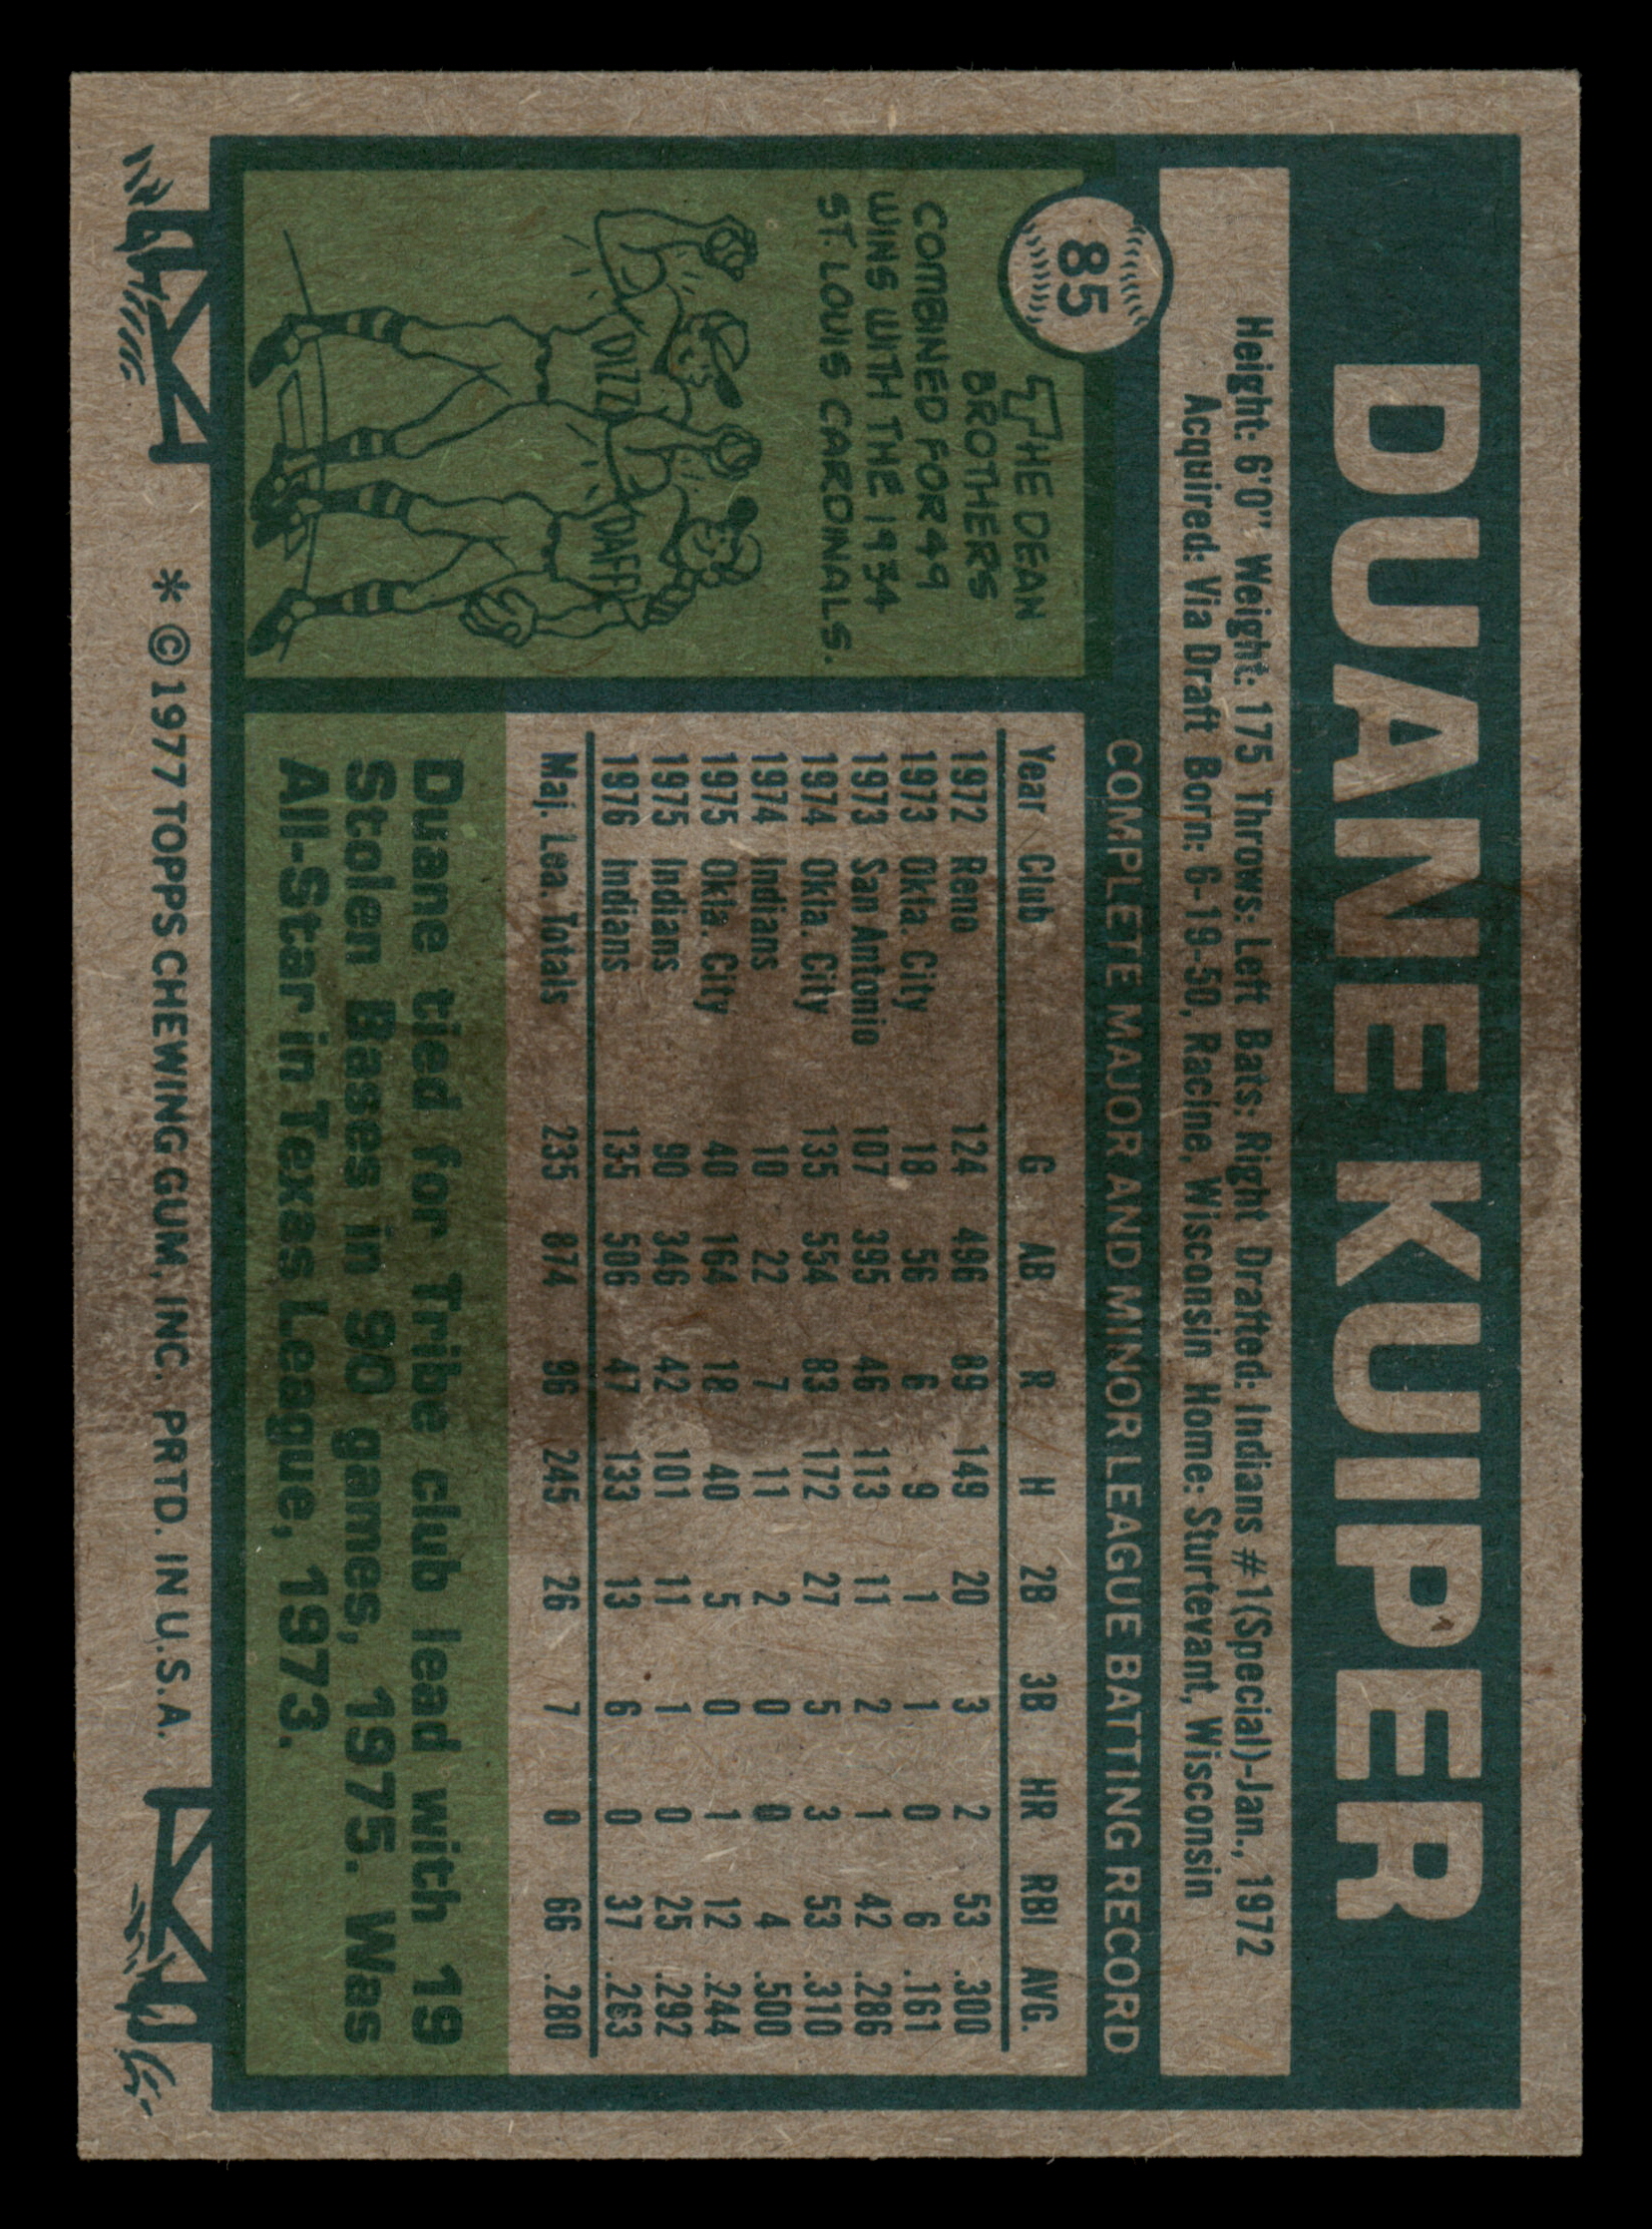 DUANE KUIPER
Height: 6'0" Weight: 175 Throws: Left Bats: Right Drafted: Indians #1(Special)-Jan., 1972
Acquired: Via Draft Born: 6-19-50, Racine, Wisconsin Home: Sturtevant, Wisconsin
85
COMPLETE MAJOR AND MINOR LEAGUE BATTING RECORD
THE DEAN
BROTHERS
COMBINED FOR 49
WINS WITH THE 1934
ST. LOUIS CARDINALS.
DIZZ
DAFF
Year Club G AB R H 2B 3B HR RBI AVG.
1972 Reno 124 496 89 149 20 3 2 53 .300
1973 Okla. City 18 56 6 9 1 1 0 6 .161
1973 San Antonio 107 395 46 113 11 2 1 42 .286
1974 Okla. City 135 554 83 172 27 5 3 53 .310
1974 Indians 10 22 7 11 2 0 0 4 .500
1975 Okla. City 40 164 18 40 5 0 1 12 .244
1975 Indians 90 346 42 101 11 1 0 25 .292
1976 Indians 135 506 47 133 13 6 0 37 .263
Maj. Lea. Totals 235 874 96 245 26 7 0 66 .280
Duane tied for Tribe club lead with 19
Stolen Bases in 90 games, 1975. Was
All-Star in Texas League, 1973.
* © 1977 TOPPS CHEWING GUM, INC. PRTD. IN U.S.A.